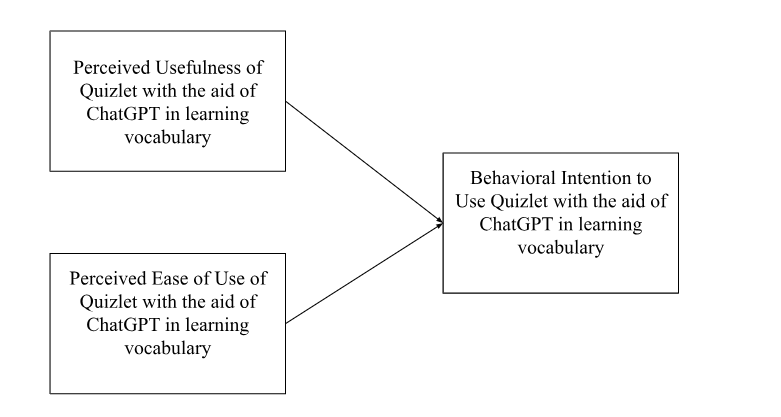 Perceived Usefulness of
Quizlet with the aid of
ChatGPT in learning
vocabulary
Perceived Ease of Use of
Quizlet with the aid of
ChatGPT in learning
vocabulary
Behavioral Intention to
Use Quizlet with the aid of
ChatGPT in learning
vocabulary